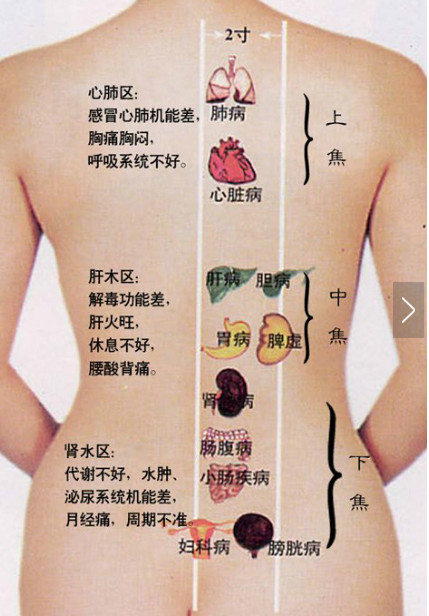 2寸
心肺区：
感冒心肺机能差，
胸痛胸闷，
呼吸系统不好。
肺病
心脏病
上
焦
肝木区：
解毒功能差，
肝火旺，
休息不好，
腰酸背痛。
肝病 胆病
胃病 脾虚
中
焦
肾 病
肾水区：
代谢不好，水肿、
泌尿系统机能差、
月经痛，周期不准。
肠腹病
小肠疾病
妇科病 膀胱病
下
焦